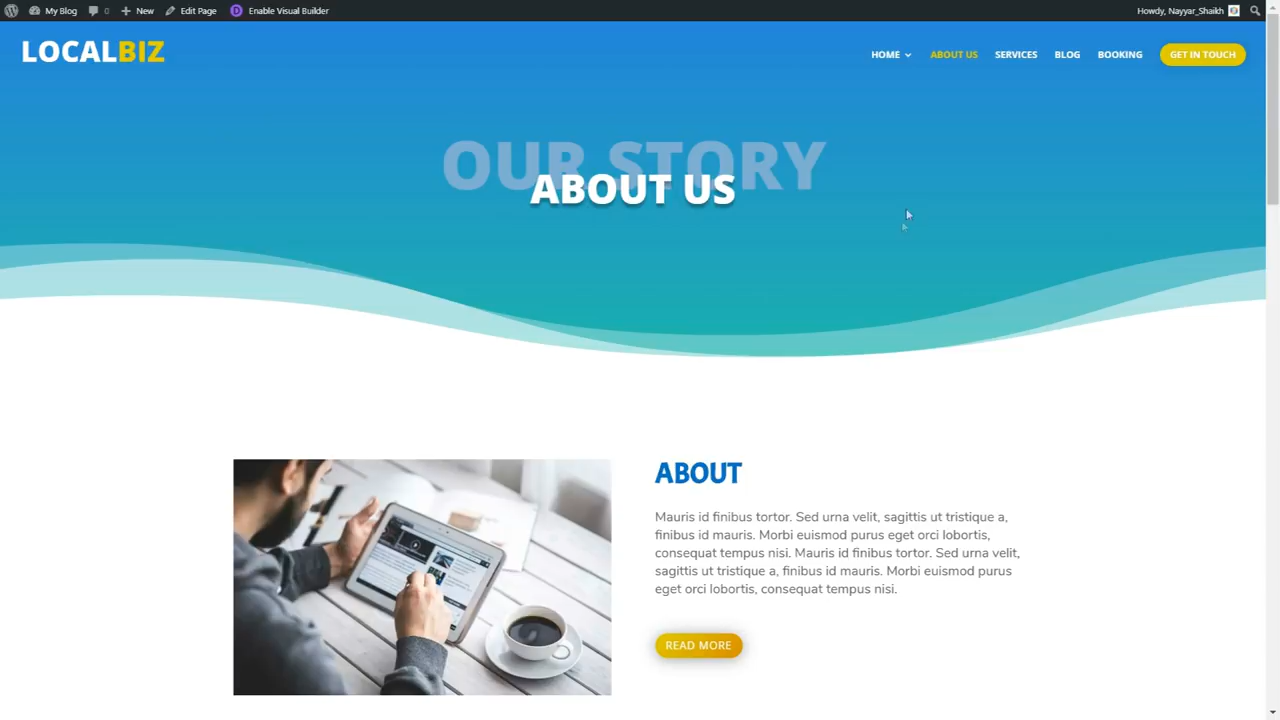 My Blog 0 New Edit Page Enable Visual Builder Howdy, Nayyar_Shaikh
LOCALBIZ HOME ABOUT US SERVICES BLOG BOOKING GET IN TOUCH
OUR STORY
ABOUT US
ABOUT
Mauris id finibus tortor. Sed urna velit, sagittis ut tristique a,
finibus id mauris. Morbi euismod purus eget orci lobortis,
consequat tempus nisi. Mauris id finibus tortor. Sed urna velit,
sagittis ut tristique a, finibus id mauris. Morbi euismod purus
eget orci lobortis, consequat tempus nisi.
READ MORE